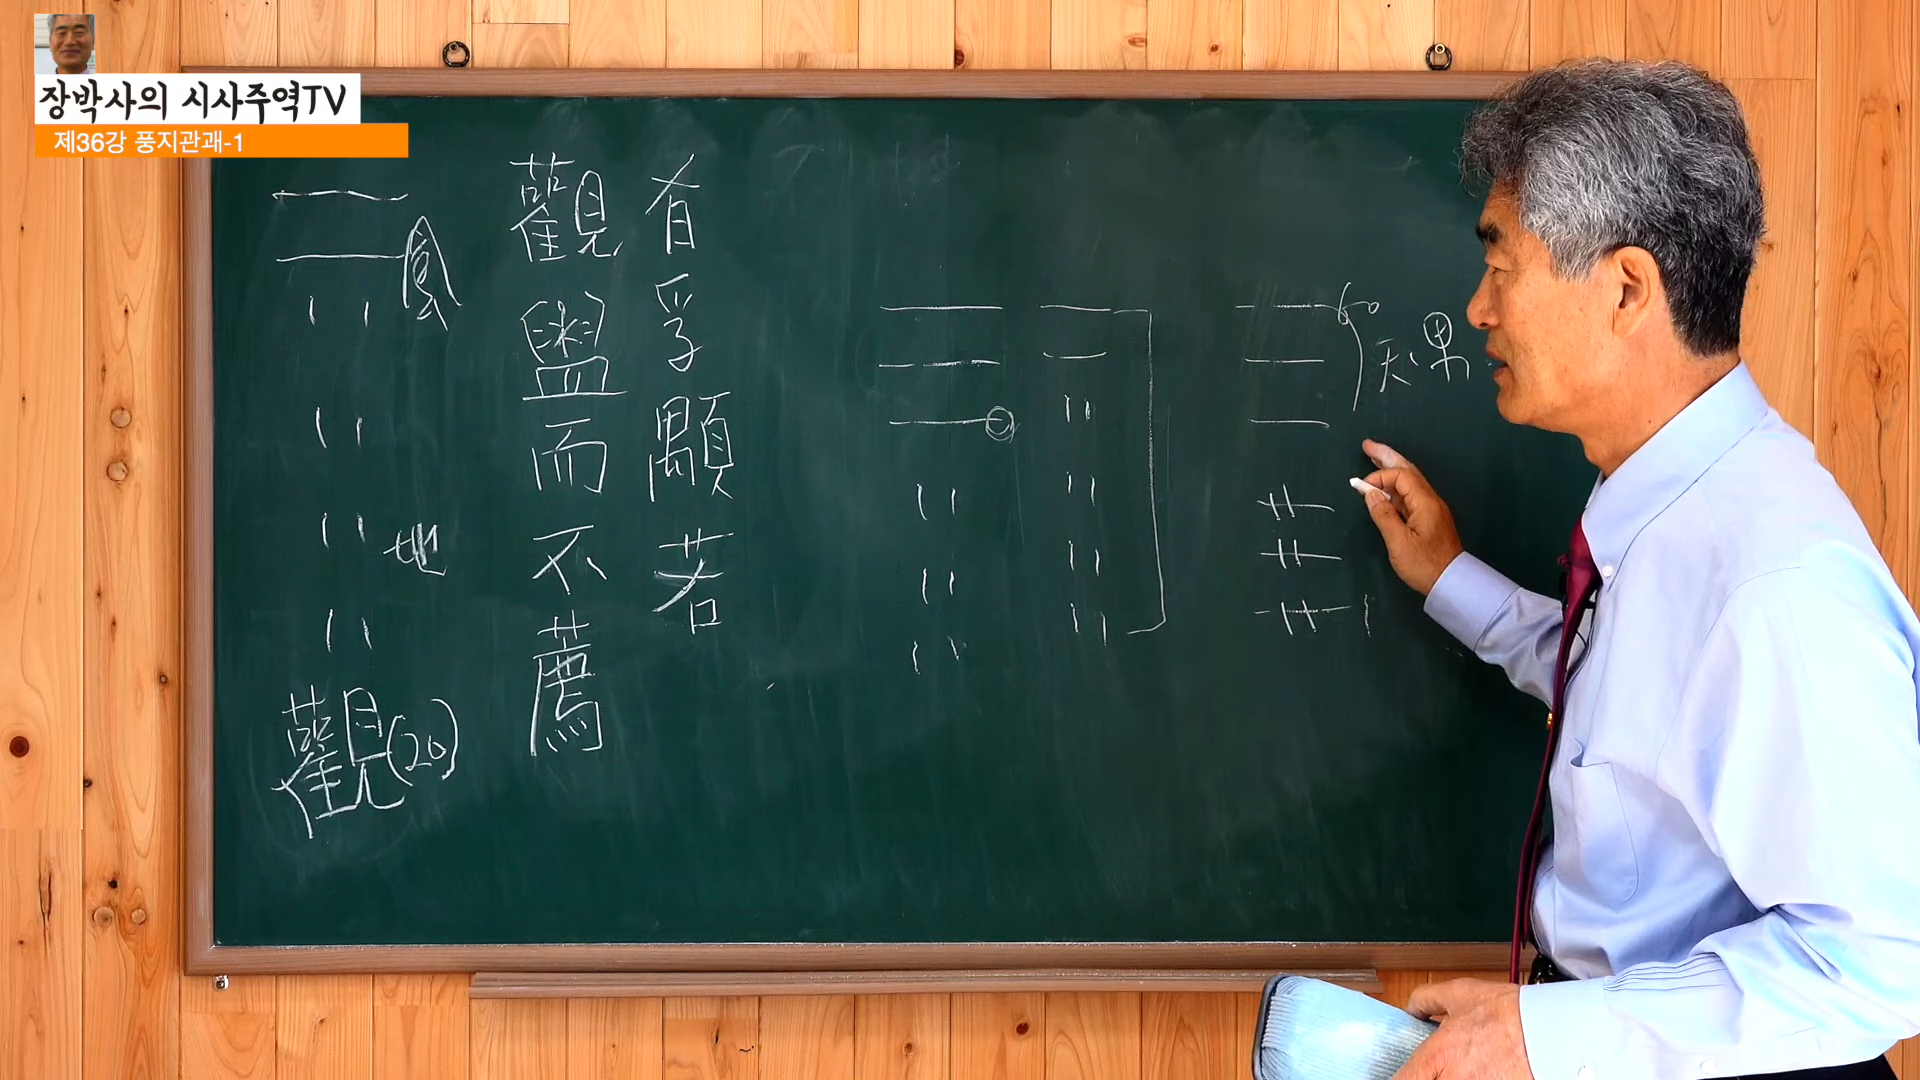 장박사의 시사주역TV
제36강 풍지관괘-1
風
地
觀(20)
觀盥而不薦
有孚顒若